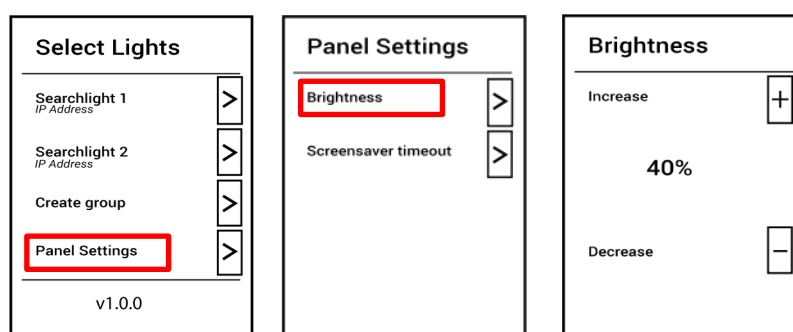 Select Lights
Searchlight 1
IP Address
>
Searchlight 2
IP Address
>
Create group
>
Panel Settings
>
v1.0.0
Panel Settings
Brightness
>
Screensaver timeout
>
Brightness
Increase
+
40%
Decrease
−